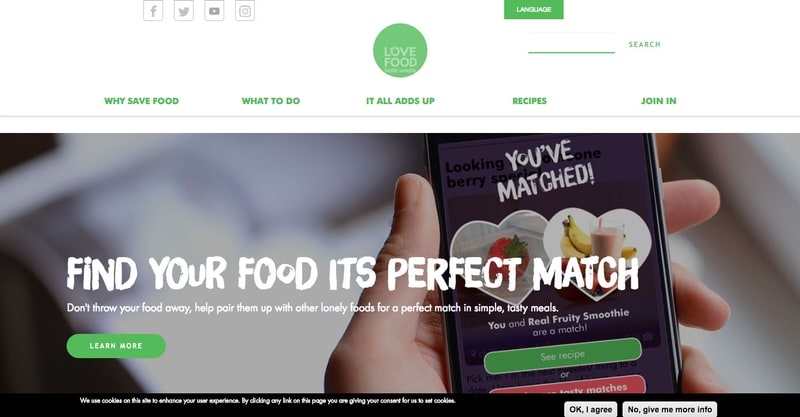 LANGUAGE
LOVE
FOOD
hate waste
SEARCH
WHY SAVE FOOD
WHAT TO DO
IT ALL ADDS UP
RECIPES
JOIN IN
YOU'VE
MATCHED!
FIND YOUR FOOD ITS PERFECT MATCH
Don't throw your food away, help pair them up with other lonely foods for a perfect match in simple, tasty meals.
LEARN MORE
Looking one
berry spe
You and Real Fruity Smoothie
are a match!
See recipe
or
tasty matches
We use cookies on this site to enhance your user experience. By clicking any link on this page you are giving your consent for us to set cookies.
OK, I agree
No, give me more info